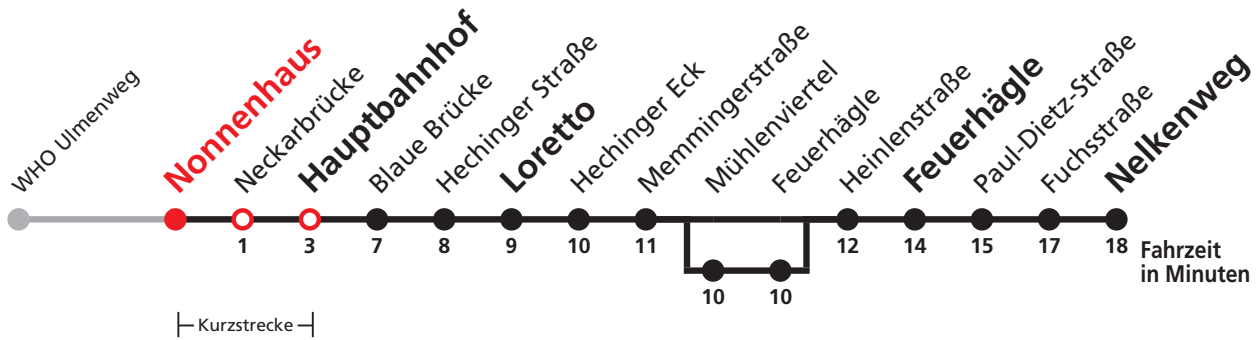 WHO Ulmenweg
Nonnenhaus
Neckarbrücke
Hauptbahnhof
Blaue Brücke
Hechinger Straße
Loretto
Hechinger Eck
Memmingerstraße
Mühlenviertel
Feuerhägle
Heinlenstraße
Feuerhägle
Paul-Dietz-Straße
Fuchsstraße
Nelkenweg
1 3 7 8 9 10 11 12 14 15 17 18
Fahrzeit
in Minuten
10 10
Kurzstrecke